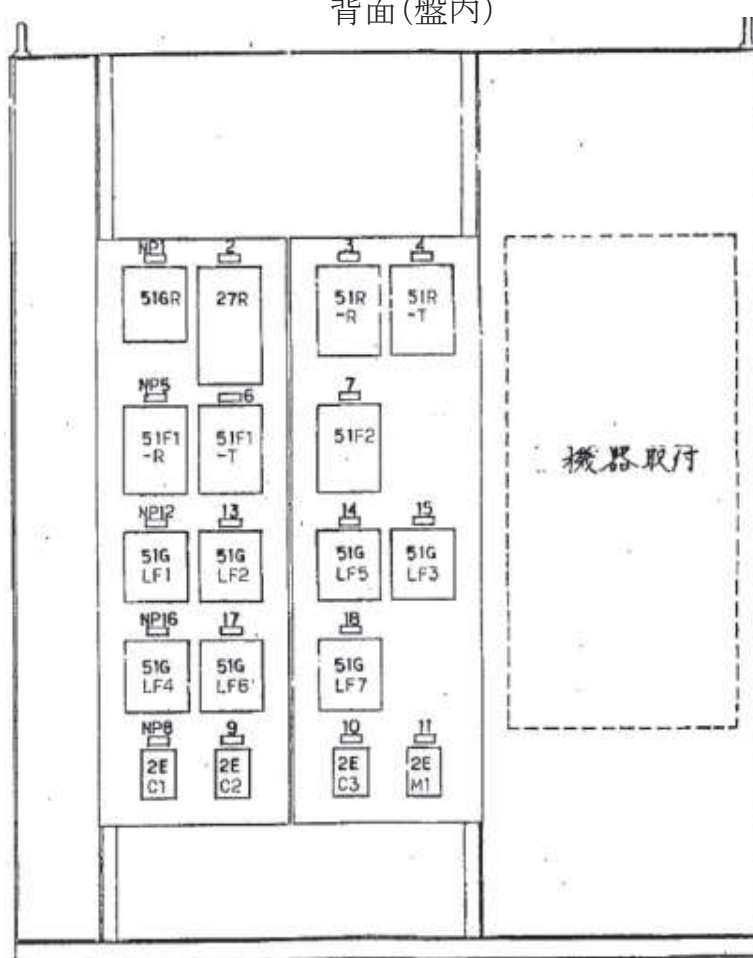 背面(盤内)
NP1 2 3 4
51GR 27R 51R 51R
-R -T
NP5 6 7
51F1 51F1 51F2
-R -T
機器取付
NP12 13 14 15
51G 51G 51G 51G
LF1 LF2 LF5 LF3
NP16 17 18
51G 51G 51G
LF4 LF6 LF7
NP8 9 10 11
2E 2E 2E 2E
C1 C2 C3 M1